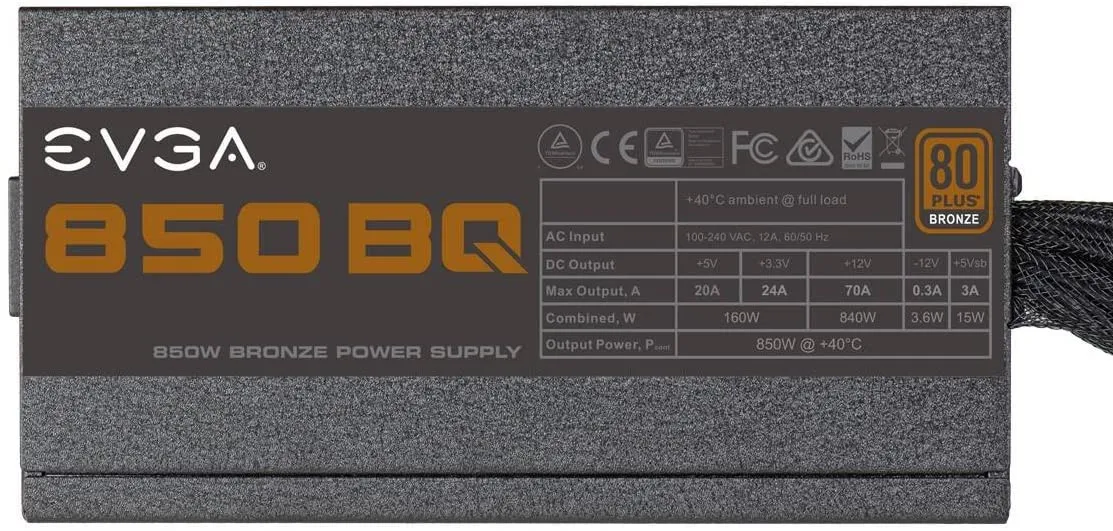 EVGA®
850 BQ
850W BRONZE POWER SUPPLY
CE
FC
RoHS
80
PLUS®
BRONZE
+40°C ambient @ full load
AC Input 100-240 VAC, 12A, 60/50 Hz
DC Output +5V +3.3V +12V -12V +5Vsb
Max Output, A 20A 24A 70A 0.3A 3A
Combined, W 160W 840W 3.6W 15W
Output Power, Pcont 850W @ +40°C